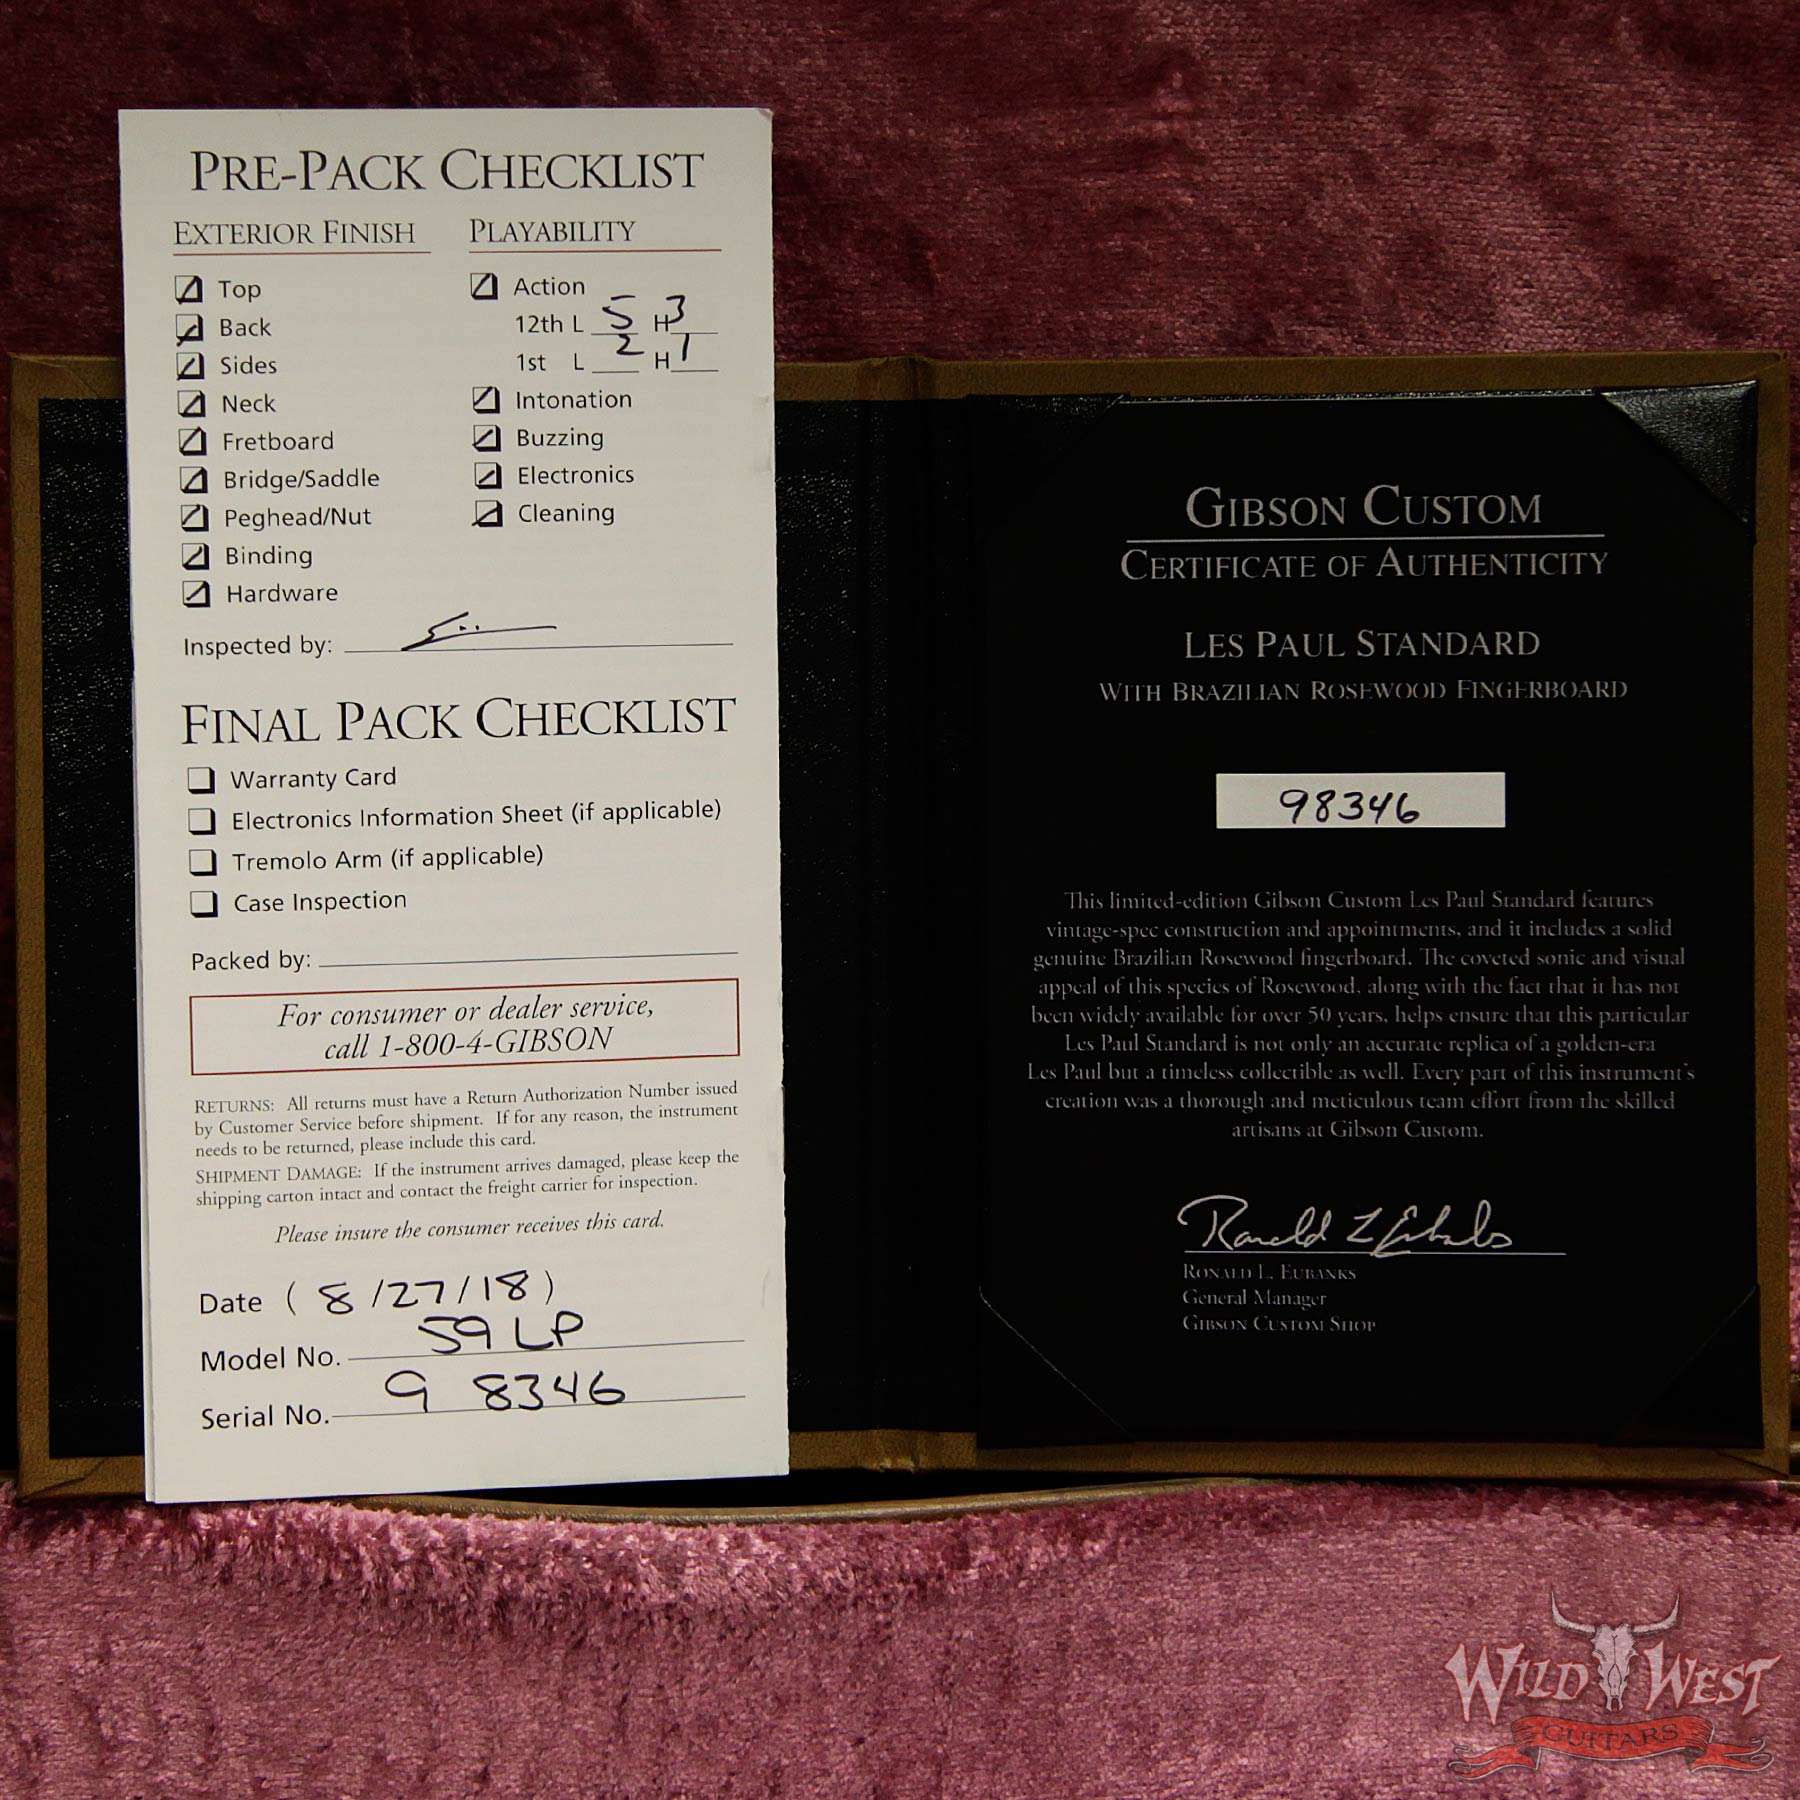 PRE-PACK CHECKLIST
EXTERIOR FINISH
Top
Back
Sides
Neck
Fretboard
Bridge/Saddle
Peghead/Nut
Binding
Hardware
PLAYABILITY
Action
12th L 5 H 3
1st L 2 H 1
Intonation
Buzzing
Electronics
Cleaning
Inspected by:
FINAL PACK CHECKLIST
Warranty Card
Electronics Information Sheet (if applicable)
Tremolo Arm (if applicable)
Case Inspection
Packed by:
For consumer or dealer service,
call 1-800-4-GIBSON
RETURNS: All returns must have a Return Authorization Number issued
by Customer Service before shipment. If for any reason, the instrument
needs to be returned, please include this card.
SHIPMENT DAMAGE: If the instrument arrives damaged, please keep the
shipping carton intact and contact the freight carrier for inspection.
Please insure the consumer receives this card.
Date (8/27/18)
Model No. 59 LP
Serial No. 9 8346
GIBSON CUSTOM
CERTIFICATE OF AUTHENTICITY
LES PAUL STANDARD
WITH BRAZILIAN ROSEWOOD FINGERBOARD
98346
This limited-edition Gibson Custom Les Paul Standard features
vintage-spec construction and appointments, and it includes a solid
genuine Brazilian Rosewood fingerboard. The coveted sonic and visual
appeal of this species of Rosewood, along with the fact that it has not
been widely available for over 50 years, helps ensure that this particular
Les Paul Standard is not only an accurate replica of a golden-era
Les Paul but a timeless collectible as well. Every part of this instrument's
creation was a thorough and meticulous team effort from the skilled
artisans at Gibson Custom.
Ronald L Eubanks
RONALD L. EUBANKS
General Manager
GIBSON CUSTOM SHOP
WILD WEST
GUITARS